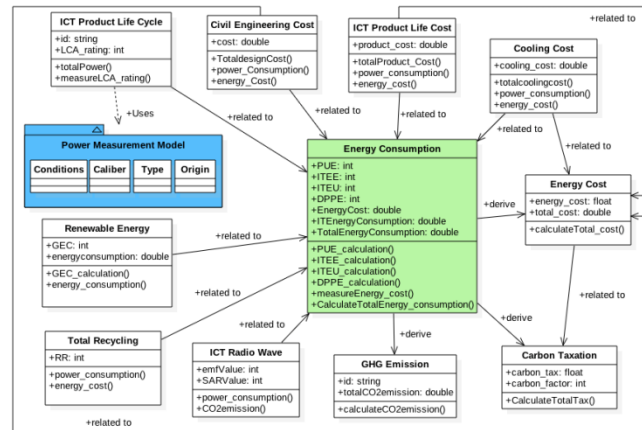 ICT Product Life Cycle
+id: string
+LCA_rating: int
+totalPower()
+measureLCA_rating()
Civil Engineering Cost
+cost: double
+TotaldesignCost()
+power_Consumption()
+energy_Cost()
ICT Product Life Cost
+product_cost: double
+totalProduct_Cost()
+power_consumption()
+energy_cost()
+related to
Cooling Cost
+cooling_cost: double
+totalcoolingcost()
+power_consumption()
+energy_cost()
+Uses
+related to
+related to
+related to
+related to
+related to
Power Measurement Model
Conditions
Caliber
Type
Origin
Energy Consumption
+PUE: int
+ITEE: int
+ITEU: int
+DPPE: int
+EnergyCost: double
+ITEnergyConsumption: double
+TotalEnergyConsumption: double
+PUE_calculation()
+ITEE_calculation()
+ITEU_calculation()
+DPPE_calculation()
+measureEnergy_cost()
+CalculateTotalEnergy_consumption()
+derive
Energy Cost
+energy_cost: float
+total_cost: double
+calculateTotal_cost()
Renewable Energy
+GEC: int
+energyconsumption: double
+GEC_calculation()
+energy_consumption()
+related to
+related to
+related to
+related to
Total Recycling
+RR: int
+power_consumption()
+energy_cost()
ICT Radio Wave
+emfValue: int
+SARValue: int
+power_consumption()
+CO2emission()
+derive
GHG Emission
+id: string
+totalCO2emission: double
+calculateCO2emission()
+derive
Carbon Taxation
+carbon_tax: float
+carbon_factor: int
+CalculateTotalTax()
+related to